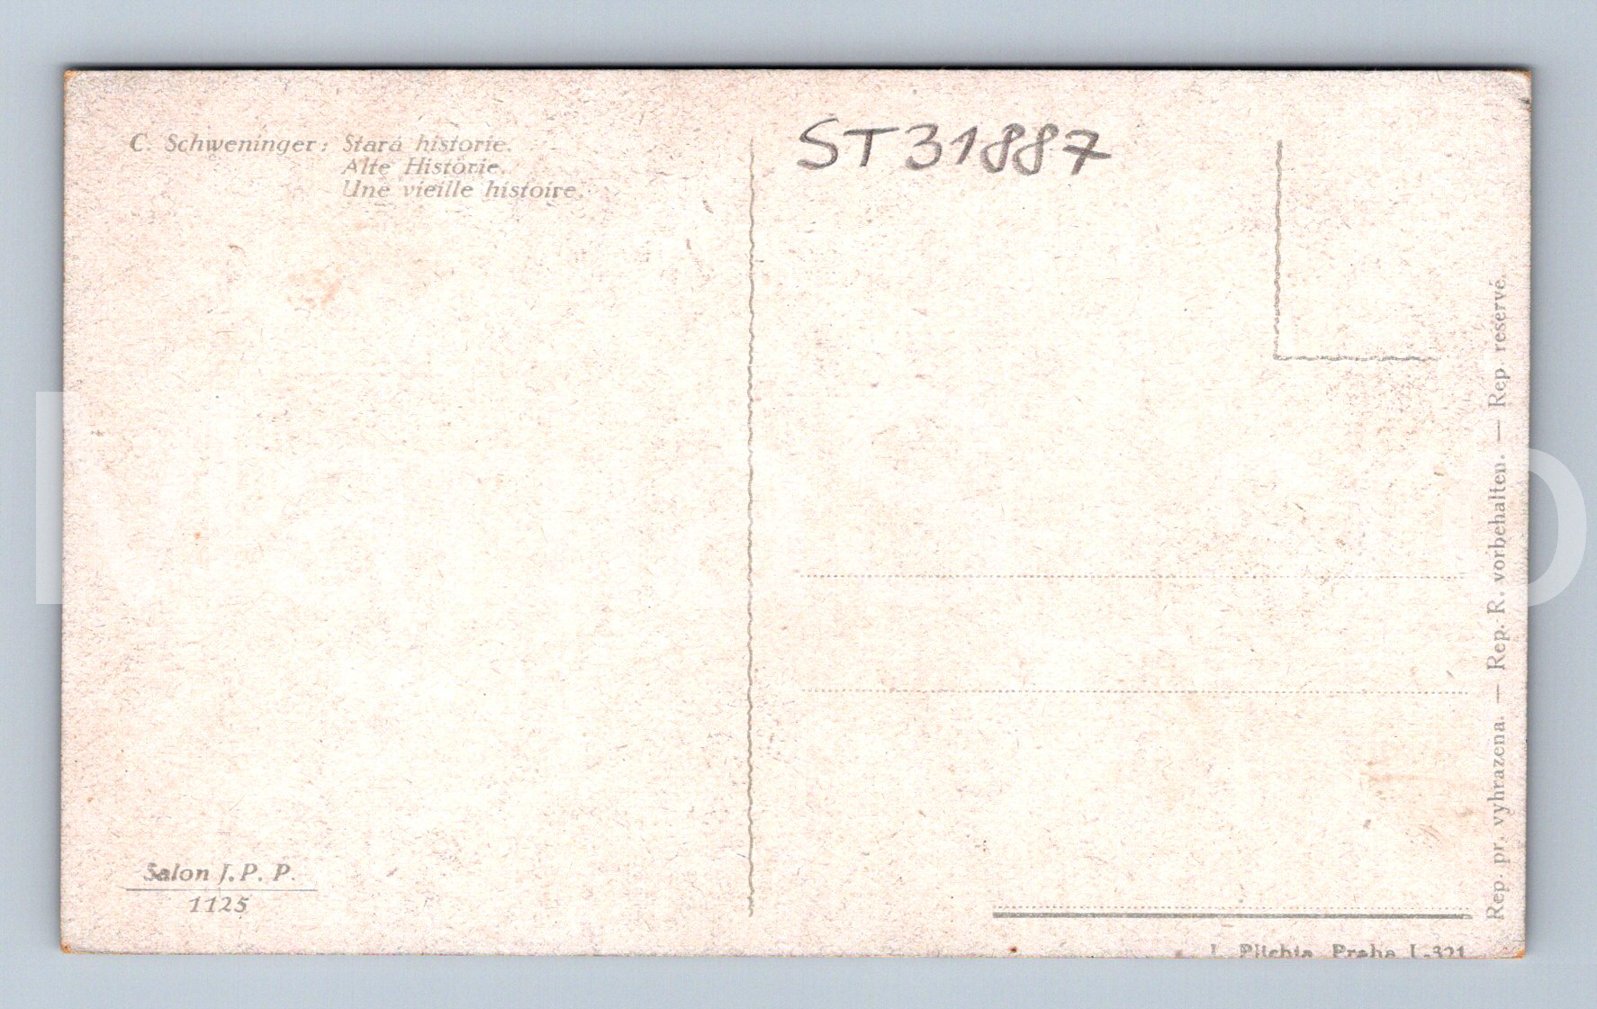 C. Schweninger: Stará historie.
Alte Historie.
Une vieille histoire.
ST31887
Rep. pr. vyhrazena. — Rep. R. vorbehalten. — Rep. reservé.
Salon J. P. P.
1125
Praha I.-321